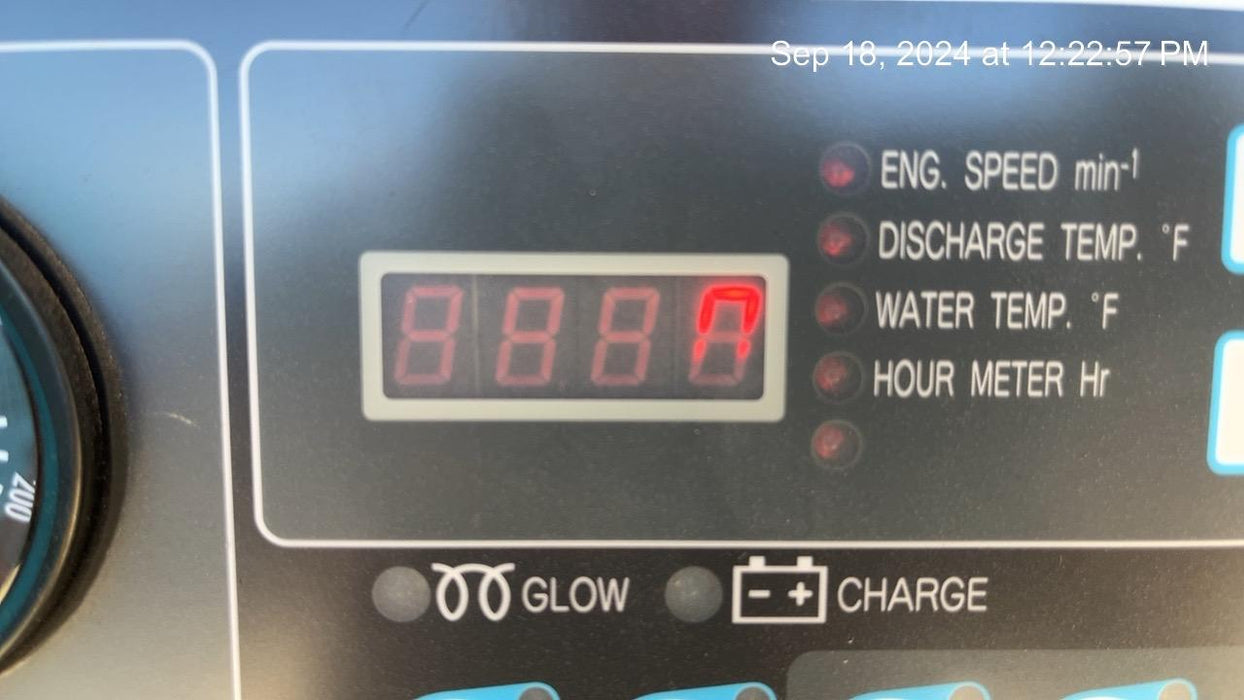 Sep 18, 2024 at 12:22:57 PM
ENG. SPEED min-1
DISCHARGE TEMP. °F
WATER TEMP. °F
HOUR METER Hr
200
GLOW
- +
CHARGE